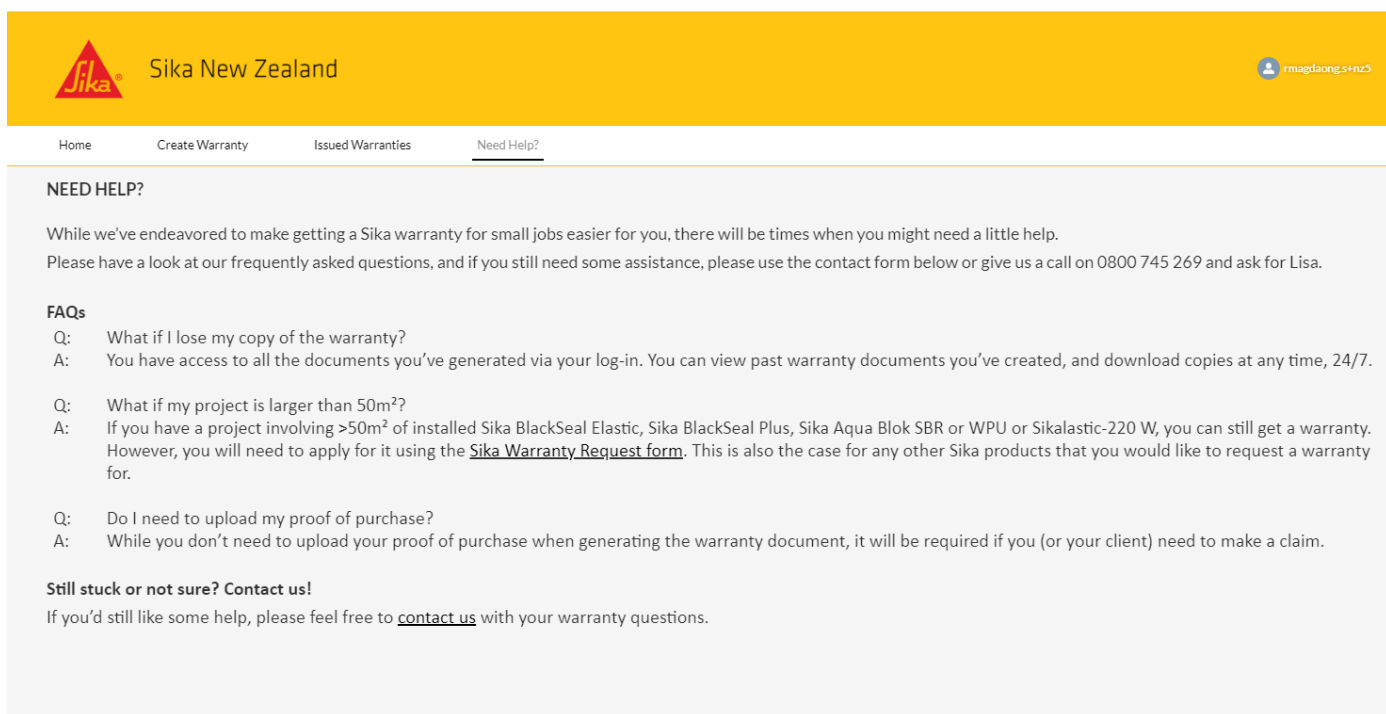 Sika®
Sika New Zealand
rmagdaong.s+nz5
Home Create Warranty Issued Warranties Need Help?
NEED HELP?
While we've endeavored to make getting a Sika warranty for small jobs easier for you, there will be times when you might need a little help.
Please have a look at our frequently asked questions, and if you still need some assistance, please use the contact form below or give us a call on 0800 745 269 and ask for Lisa.
FAQs
Q: What if I lose my copy of the warranty?
A: You have access to all the documents you've generated via your log-in. You can view past warranty documents you've created, and download copies at any time, 24/7.
Q: What if my project is larger than 50m²?
A: If you have a project involving >50m² of installed Sika BlackSeal Elastic, Sika BlackSeal Plus, Sika Aqua Blok SBR or WPU or Sikalastic-220 W, you can still get a warranty.
However, you will need to apply for it using the Sika Warranty Request form. This is also the case for any other Sika products that you would like to request a warranty
for.
Q: Do I need to upload my proof of purchase?
A: While you don't need to upload your proof of purchase when generating the warranty document, it will be required if you (or your client) need to make a claim.
Still stuck or not sure? Contact us!
If you'd still like some help, please feel free to contact us with your warranty questions.